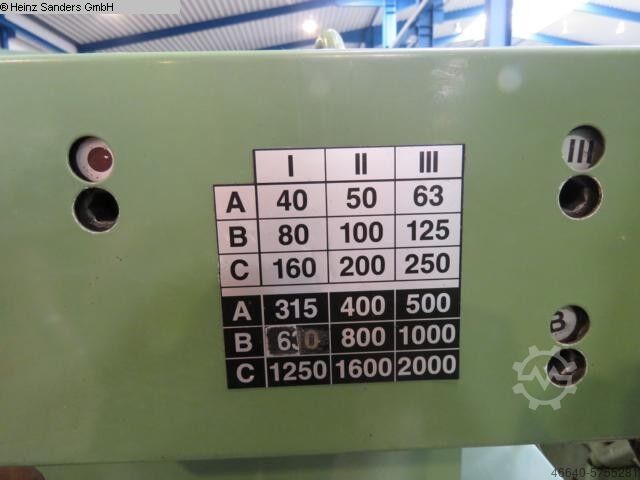 ©Heinz Sanders GmbH
I II III
A 40 50 63
B 80 100 125
C 160 200 250
A 315 400 500
B 630 800 1000
C 1250 1600 2000
III
B
46640-5755281